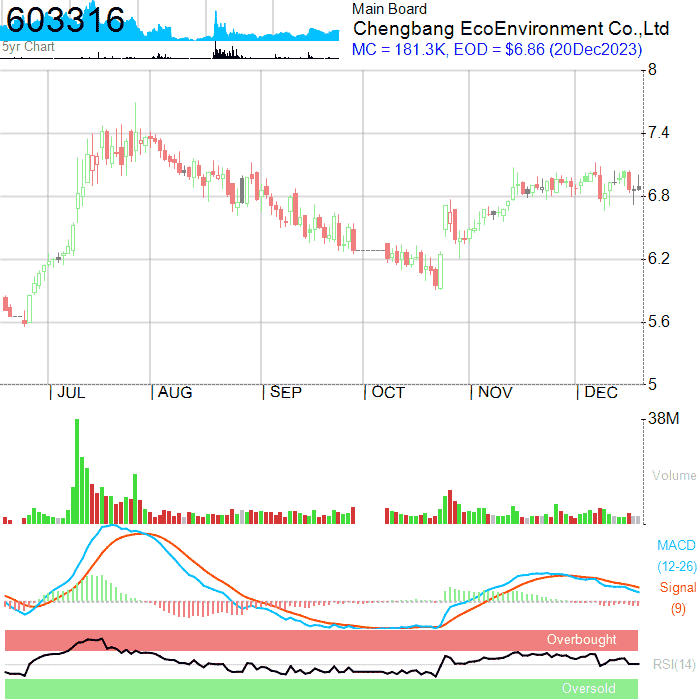 603316
5yr Chart
Main Board
Chengbang EcoEnvironment Co.,Ltd
MC = 181.3K, EOD = $6.86 (20Dec2023)
8
7.4
6.8
6.2
5.6
5
JUL
AUG
SEP
OCT
NOV
DEC
38M
Volume
MACD
(12-26)
Signal
(9)
Overbought
RSI(14)
Oversold